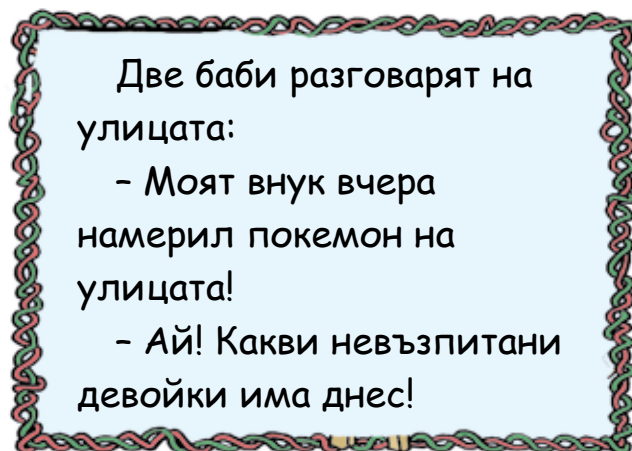 Две баби разговарят на
улицата:
– Моят внук вчера
намерил покемон на
улицата!
– Ай! Какви невъзпитани
девойки има днес!